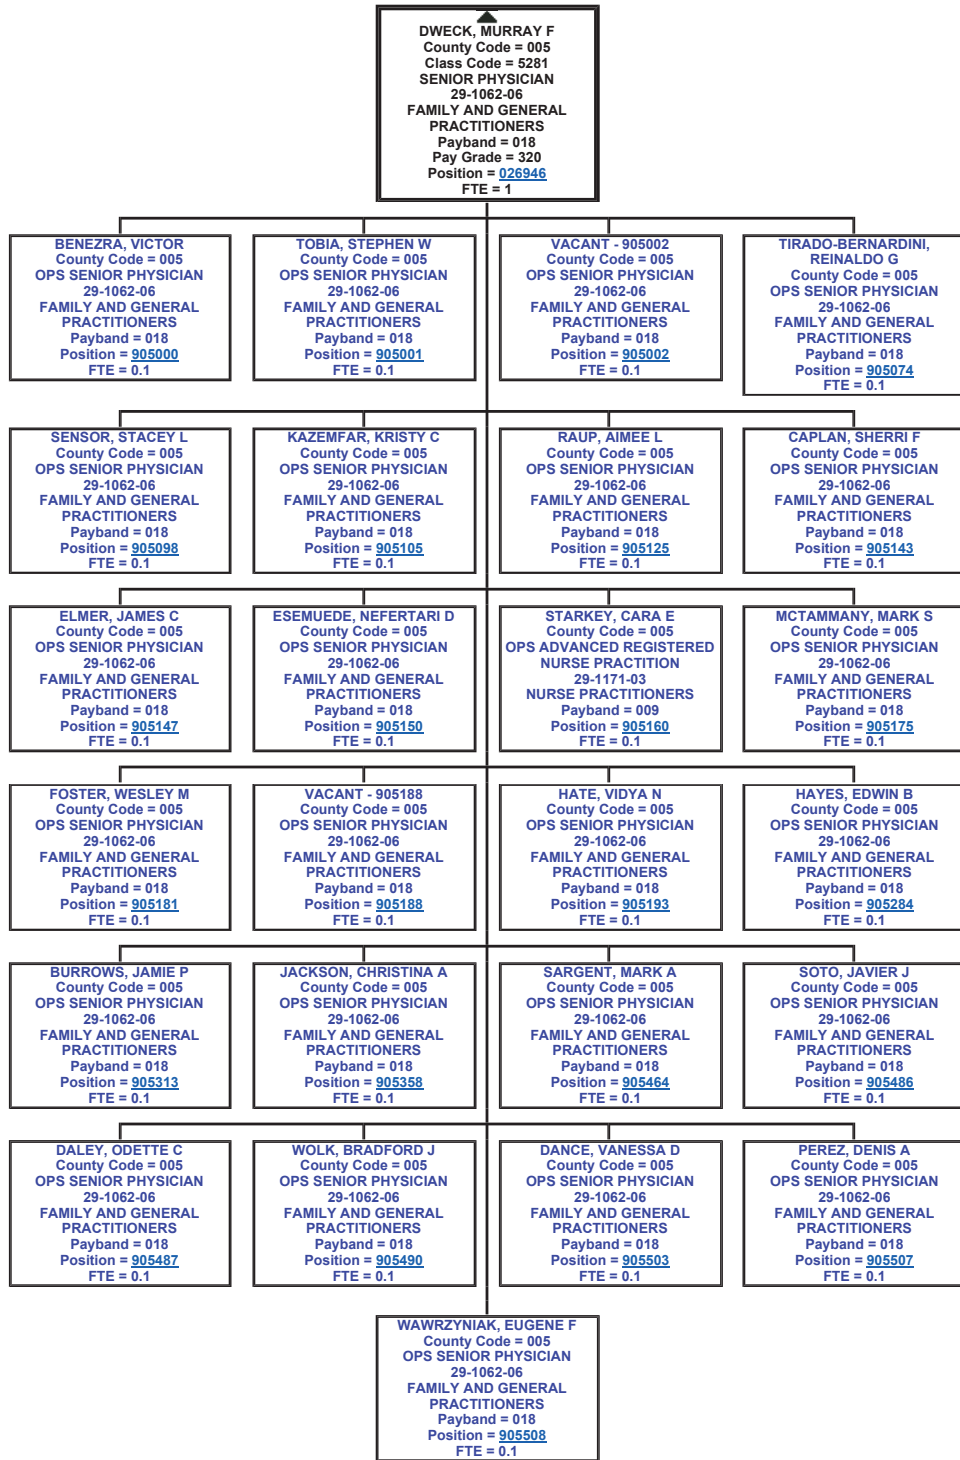 DWECK, MURRAY F
County Code = 005
Class Code = 5281
SENIOR PHYSICIAN
29-1062-06
FAMILY AND GENERAL
PRACTITIONERS
Payband = 018
Pay Grade = 320
Position = 026946
FTE = 1
BENEZRA, VICTOR
County Code = 005
OPS SENIOR PHYSICIAN
29-1062-06
FAMILY AND GENERAL
PRACTITIONERS
Payband = 018
Position = 905000
FTE = 0.1
TOBIA, STEPHEN W
County Code = 005
OPS SENIOR PHYSICIAN
29-1062-06
FAMILY AND GENERAL
PRACTITIONERS
Payband = 018
Position = 905001
FTE = 0.1
VACANT - 905002
County Code = 005
OPS SENIOR PHYSICIAN
29-1062-06
FAMILY AND GENERAL
PRACTITIONERS
Payband = 018
Position = 905002
FTE = 0.1
TIRADO-BERNARDINI,
REINALDO G
County Code = 005
OPS SENIOR PHYSICIAN
29-1062-06
FAMILY AND GENERAL
PRACTITIONERS
Payband = 018
Position = 905074
FTE = 0.1
SENSOR, STACEY L
County Code = 005
OPS SENIOR PHYSICIAN
29-1062-06
FAMILY AND GENERAL
PRACTITIONERS
Payband = 018
Position = 905098
FTE = 0.1
KAZEMFAR, KRISTY C
County Code = 005
OPS SENIOR PHYSICIAN
29-1062-06
FAMILY AND GENERAL
PRACTITIONERS
Payband = 018
Position = 905105
FTE = 0.1
RAUP, AIMEE L
County Code = 005
OPS SENIOR PHYSICIAN
29-1062-06
FAMILY AND GENERAL
PRACTITIONERS
Payband = 018
Position = 905125
FTE = 0.1
CAPLAN, SHERRI F
County Code = 005
OPS SENIOR PHYSICIAN
29-1062-06
FAMILY AND GENERAL
PRACTITIONERS
Payband = 018
Position = 905143
FTE = 0.1
ELMER, JAMES C
County Code = 005
OPS SENIOR PHYSICIAN
29-1062-06
FAMILY AND GENERAL
PRACTITIONERS
Payband = 018
Position = 905147
FTE = 0.1
ESEMUEDE, NEFERTARI D
County Code = 005
OPS SENIOR PHYSICIAN
29-1062-06
FAMILY AND GENERAL
PRACTITIONERS
Payband = 018
Position = 905150
FTE = 0.1
STARKEY, CARA E
County Code = 005
OPS ADVANCED REGISTERED
NURSE PRACTITION
29-1171-03
NURSE PRACTITIONERS
Payband = 009
Position = 905160
FTE = 0.1
MCTAMMANY, MARK S
County Code = 005
OPS SENIOR PHYSICIAN
29-1062-06
FAMILY AND GENERAL
PRACTITIONERS
Payband = 018
Position = 905175
FTE = 0.1
FOSTER, WESLEY M
County Code = 005
OPS SENIOR PHYSICIAN
29-1062-06
FAMILY AND GENERAL
PRACTITIONERS
Payband = 018
Position = 905181
FTE = 0.1
VACANT - 905188
County Code = 005
OPS SENIOR PHYSICIAN
29-1062-06
FAMILY AND GENERAL
PRACTITIONERS
Payband = 018
Position = 905188
FTE = 0.1
HATE, VIDYA N
County Code = 005
OPS SENIOR PHYSICIAN
29-1062-06
FAMILY AND GENERAL
PRACTITIONERS
Payband = 018
Position = 905193
FTE = 0.1
HAYES, EDWIN B
County Code = 005
OPS SENIOR PHYSICIAN
29-1062-06
FAMILY AND GENERAL
PRACTITIONERS
Payband = 018
Position = 905284
FTE = 0.1
BURROWS, JAMIE P
County Code = 005
OPS SENIOR PHYSICIAN
29-1062-06
FAMILY AND GENERAL
PRACTITIONERS
Payband = 018
Position = 905313
FTE = 0.1
JACKSON, CHRISTINA A
County Code = 005
OPS SENIOR PHYSICIAN
29-1062-06
FAMILY AND GENERAL
PRACTITIONERS
Payband = 018
Position = 905358
FTE = 0.1
SARGENT, MARK A
County Code = 005
OPS SENIOR PHYSICIAN
29-1062-06
FAMILY AND GENERAL
PRACTITIONERS
Payband = 018
Position = 905464
FTE = 0.1
SOTO, JAVIER J
County Code = 005
OPS SENIOR PHYSICIAN
29-1062-06
FAMILY AND GENERAL
PRACTITIONERS
Payband = 018
Position = 905486
FTE = 0.1
DALEY, ODETTE C
County Code = 005
OPS SENIOR PHYSICIAN
29-1062-06
FAMILY AND GENERAL
PRACTITIONERS
Payband = 018
Position = 905487
FTE = 0.1
WOLK, BRADFORD J
County Code = 005
OPS SENIOR PHYSICIAN
29-1062-06
FAMILY AND GENERAL
PRACTITIONERS
Payband = 018
Position = 905490
FTE = 0.1
DANCE, VANESSA D
County Code = 005
OPS SENIOR PHYSICIAN
29-1062-06
FAMILY AND GENERAL
PRACTITIONERS
Payband = 018
Position = 905503
FTE = 0.1
PEREZ, DENIS A
County Code = 005
OPS SENIOR PHYSICIAN
29-1062-06
FAMILY AND GENERAL
PRACTITIONERS
Payband = 018
Position = 905507
FTE = 0.1
WAWRZYNIAK, EUGENE F
County Code = 005
OPS SENIOR PHYSICIAN
29-1062-06
FAMILY AND GENERAL
PRACTITIONERS
Payband = 018
Position = 905508
FTE = 0.1